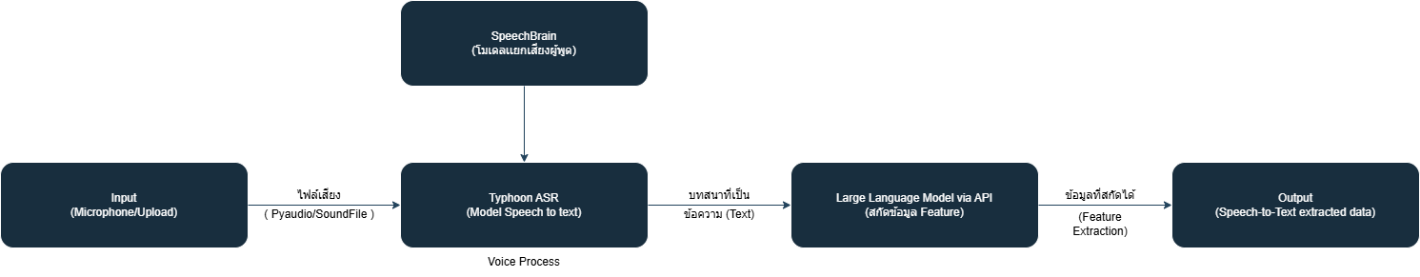 SpeechBrain
(โมเดลแยกเสียงผู้พูด)
Input
(Microphone/Upload)
ไฟล์เสียง
( Pyaudio/SoundFile )
Typhoon ASR
(Model Speech to text)
บทสนาที่เป็น
ข้อความ (Text)
Large Language Model via API
(สกัดข้อมูล Feature)
ข้อมูลที่สกัดได้
(Feature
Extraction)
Output
(Speech-to-Text extracted data)
Voice Process